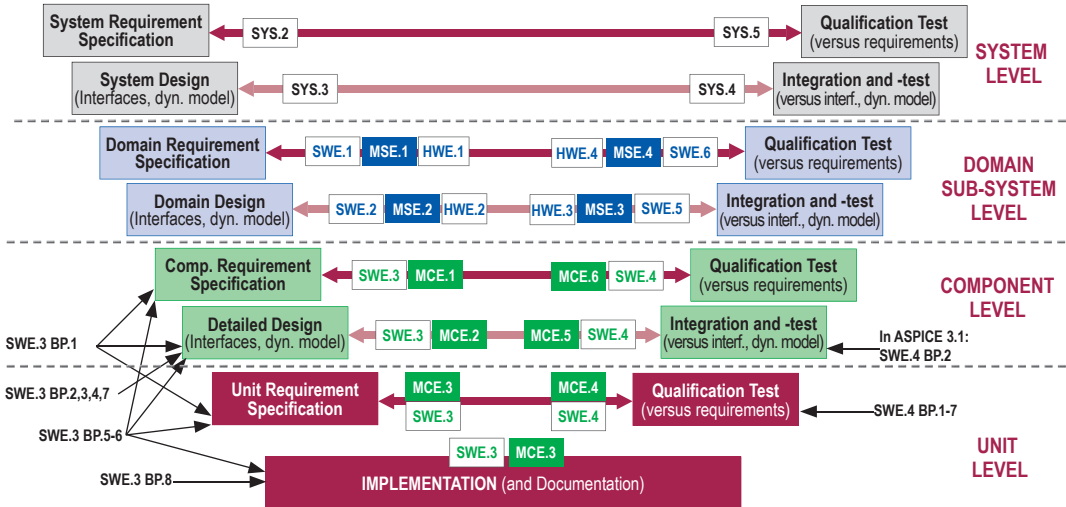 System Requirement
Specification
SYS.2
SYS.5
Qualification Test
(versus requirements)
SYSTEM
LEVEL
System Design
(Interfaces, dyn. model)
SYS.3
SYS.4
Integration and -test
(versus interf., dyn. model)
Domain Requirement
Specification
SWE.1 MSE.1 HWE.1
HWE.4 MSE.4 SWE.6
Qualification Test
(versus requirements)
DOMAIN
SUB-SYSTEM
LEVEL
Domain Design
(Interfaces, dyn. model)
SWE.2 MSE.2 HWE.2
HWE.3 MSE.3 SWE.5
Integration and -test
(versus interf., dyn. model)
Comp. Requirement
Specification
SWE.3 MCE.1
MCE.6 SWE.4
Qualification Test
(versus requirements)
COMPONENT
LEVEL
Detailed Design
(Interfaces, dyn. model)
SWE.3 MCE.2
MCE.5 SWE.4
Integration and -test
(versus interf., dyn. model)
SWE.3 BP.1
In ASPICE 3.1:
SWE.4 BP.2
Unit Requirement
Specification
MCE.3
SWE.3
MCE.4
SWE.4
Qualification Test
(versus requirements)
SWE.3 BP.2,3,4,7
SWE.4 BP.1-7
SWE.3 BP.5-6
UNIT
LEVEL
SWE.3 MCE.3
SWE.3 BP.8
IMPLEMENTATION (and Documentation)